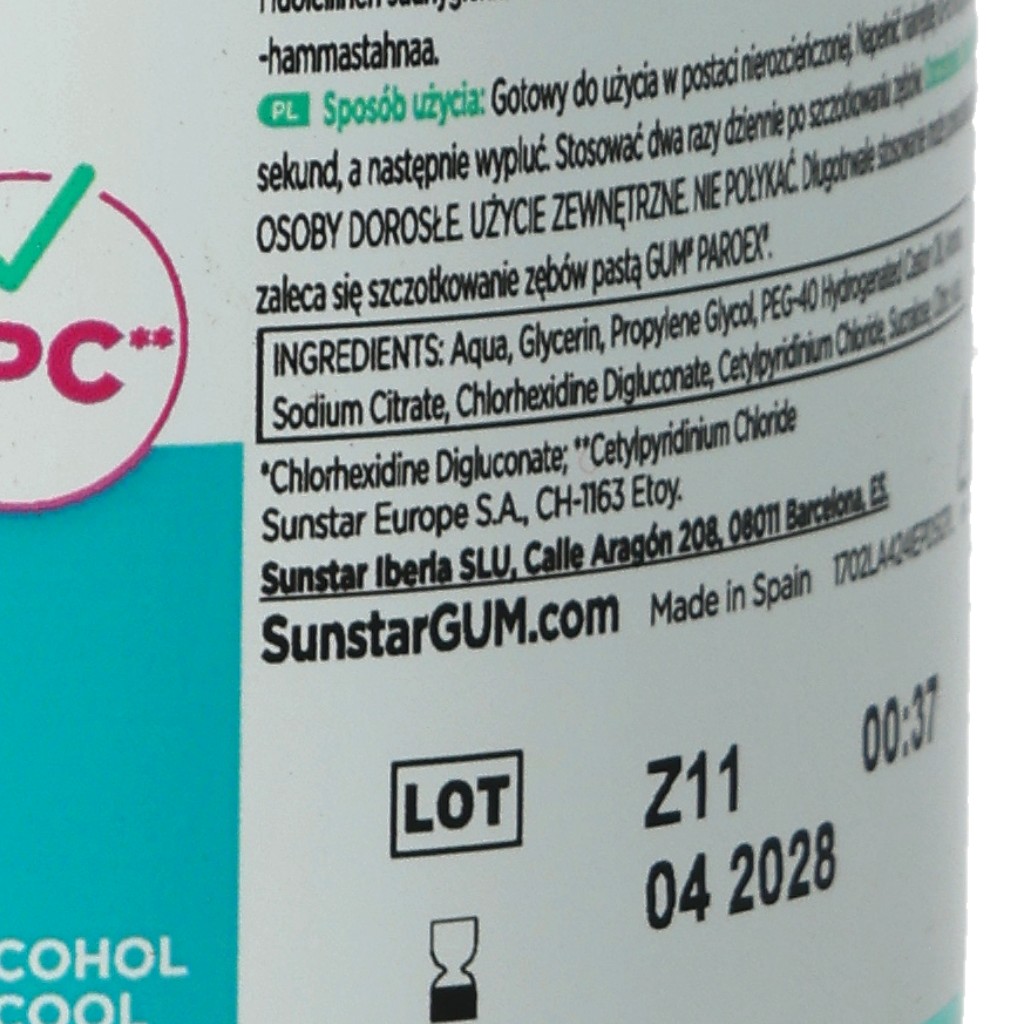 -hammastahnaa.
PL Sposób użycia: Gotowy do użycia w postaci nierozcieńczonej. Napełnić
sekund, a następnie wypluć. Stosować dwa razy dziennie po szczotkowaniu zębów.
OSOBY DOROSŁE. UŻYCIE ZEWNĘTRZNE. NIE POŁYKAĆ. Długotrwałe stosowanie
zaleca się szczotkowanie zębów pastą GUM® PAROEX®.
INGREDIENTS: Aqua, Glycerin, Propylene Glycol, PEG-40 Hydrogenated Castor Oil,
Sodium Citrate, Chlorhexidine Digluconate, Cetylpyridinium Chloride, Sucralose,
*Chlorhexidine Digluconate; **Cetylpyridinium Chloride
Sunstar Europe S.A., CH-1163 Etoy.
Sunstar Iberia SLU, Calle Aragón 208, 08011 Barcelona, ES.
SunstarGUM.com Made in Spain
PC**
LOT Z11 00:37
04 2028
COHOL
COOL